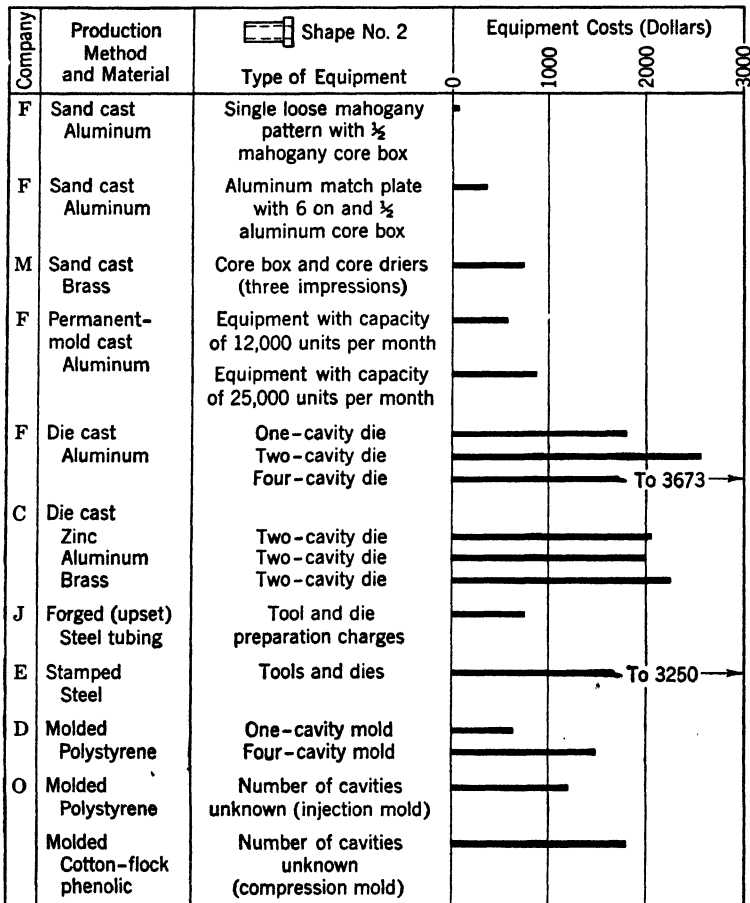 Company
Production Method and Material
Shape No. 2
Type of Equipment
Equipment Costs (Dollars)
0 1000 2000 3000
F Sand cast Single loose mahogany
Aluminum pattern with ½
mahogany core box
F Sand cast Aluminum match plate
Aluminum with 6 on and ½
aluminum core box
M Sand cast Core box and core driers
Brass (three impressions)
F Permanent- Equipment with capacity
mold cast of 12,000 units per month
Aluminum
Equipment with capacity
of 25,000 units per month
F Die cast One-cavity die
Aluminum Two-cavity die
Four-cavity die To 3673
C Die cast
Zinc Two-cavity die
Aluminum Two-cavity die
Brass Two-cavity die
J Forged (upset) Tool and die
Steel tubing preparation charges
E Stamped Tools and dies To 3250
Steel
D Molded One-cavity mold
Polystyrene Four-cavity mold
O Molded Number of cavities
Polystyrene unknown (injection mold)
Molded Number of cavities
Cotton-flock unknown
phenolic (compression mold)